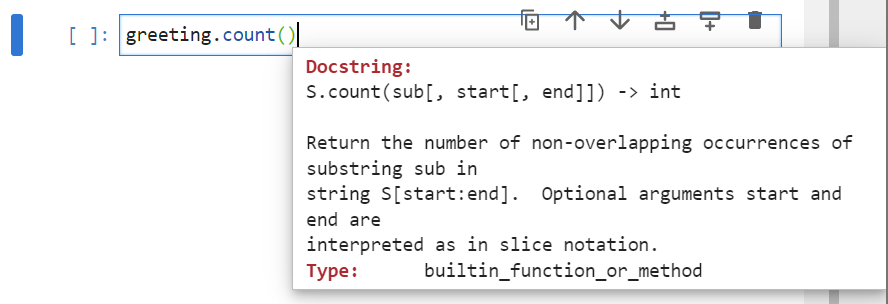 [ ]: greeting.count()
Docstring:
S.count(sub[, start[, end]]) -> int
Return the number of non-overlapping occurrences of
substring sub in
string S[start:end].  Optional arguments start and
end are
interpreted as in slice notation.
Type:      builtin_function_or_method